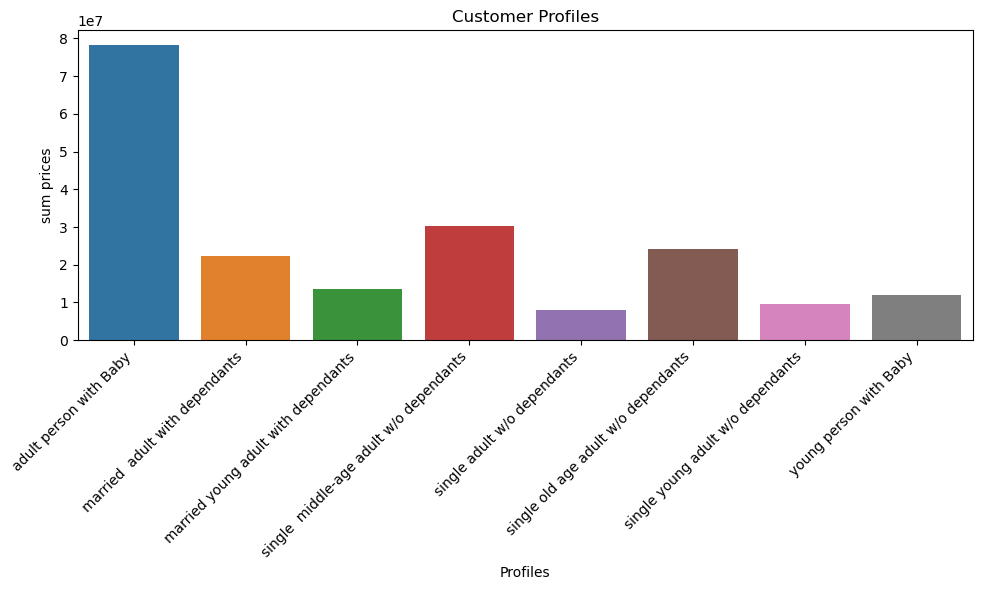 Customer Profiles
1e7
sum prices
8
7
6
5
4
3
2
1
0
adult person with Baby
married  adult with dependants
married young adult with dependants
single  middle-age adult w/o dependants
single adult w/o dependants
single old age adult w/o dependants
single young adult w/o dependants
young person with Baby
Profiles